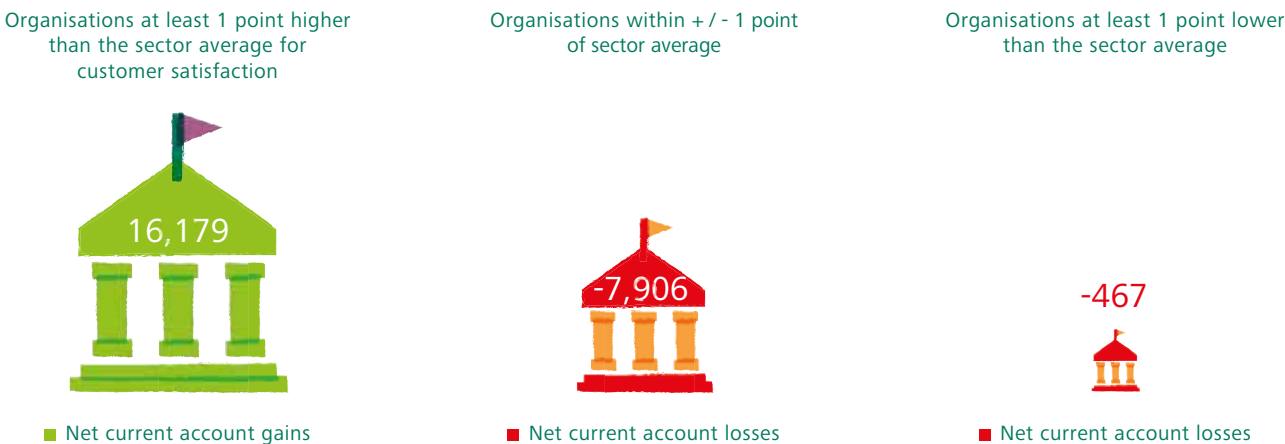 Organisations at least 1 point higher
than the sector average for
customer satisfaction
16,179
Net current account gains
Organisations within + / - 1 point
of sector average
-7,906
Net current account losses
Organisations at least 1 point lower
than the sector average
-467
Net current account losses